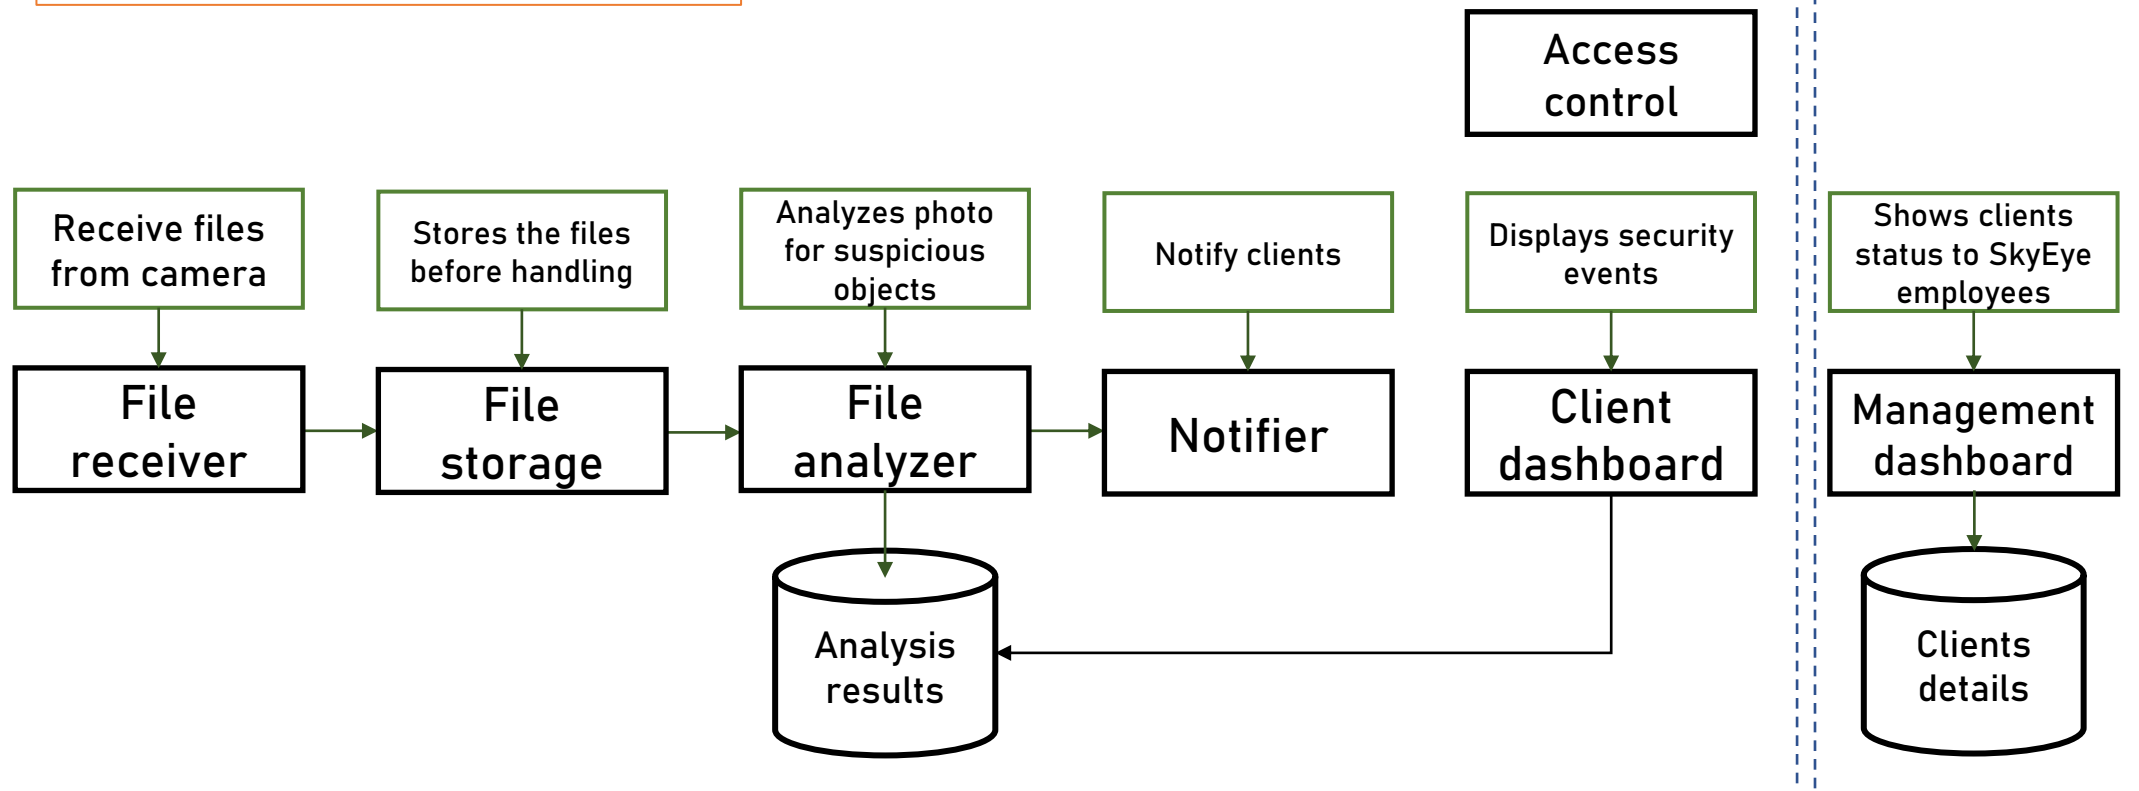 Access
control
Receive files
from camera
Stores the files
before handling
Analyzes photo
for suspicious
objects
Notify clients
Displays security
events
Shows clients
status to SkyEye
employees
File
receiver
File
storage
File
analyzer
Notifier
Client
dashboard
Management
dashboard
Analysis
results
Clients
details